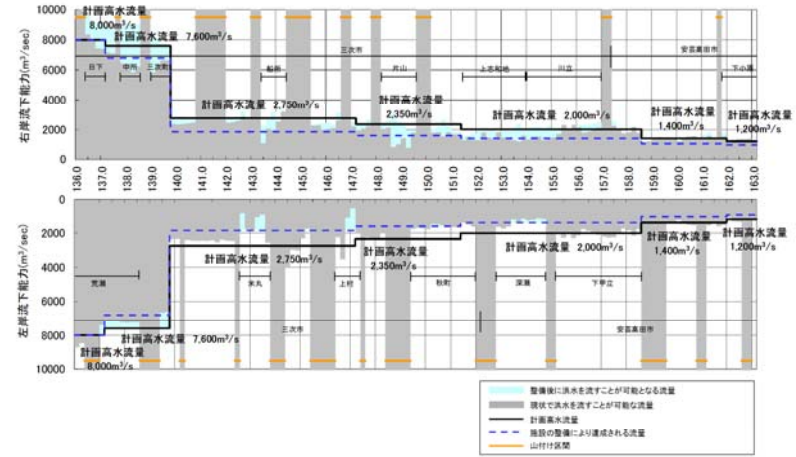 10000
8000
6000
4000
2000
0
右岸流下能力(m³/sec)
計画高水流量
8,000m³/s
計画高水流量 7,600m³/s
三次市
安芸高田市
日下
三次町
船所
片山
上志和地
川立
計画高水流量 2,750m³/s
計画高水流量
2,350m³/s
計画高水流量 2,000m³/s
計画高水流量
1,400m³/s
計画高水流量
1,200m³/s
136.0
137.0
138.0
139.0
140.0
141.0
142.0
143.0
144.0
145.0
146.0
147.0
148.0
149.0
150.0
151.0
152.0
153.0
154.0
155.0
156.0
157.0
158.0
159.0
160.0
161.0
162.0
163.0
0
2000
4000
6000
8000
10000
左岸流下能力(m³/sec)
計画高水流量 2,750m³/s
計画高水流量
2,350m³/s
計画高水流量 2,000m³/s
計画高水流量
1,400m³/s
計画高水流量
1,200m³/s
荒瀬
米丸
上村
秋町
深瀬
下甲立
三次市
安芸高田市
計画高水流量 7,600m³/s
計画高水流量
8,000m³/s
整備後に洪水を流すことが可能となる流量
現状で洪水を流すことが可能な流量
計画高水流量
施設の整備により達成される流量
山付け区間